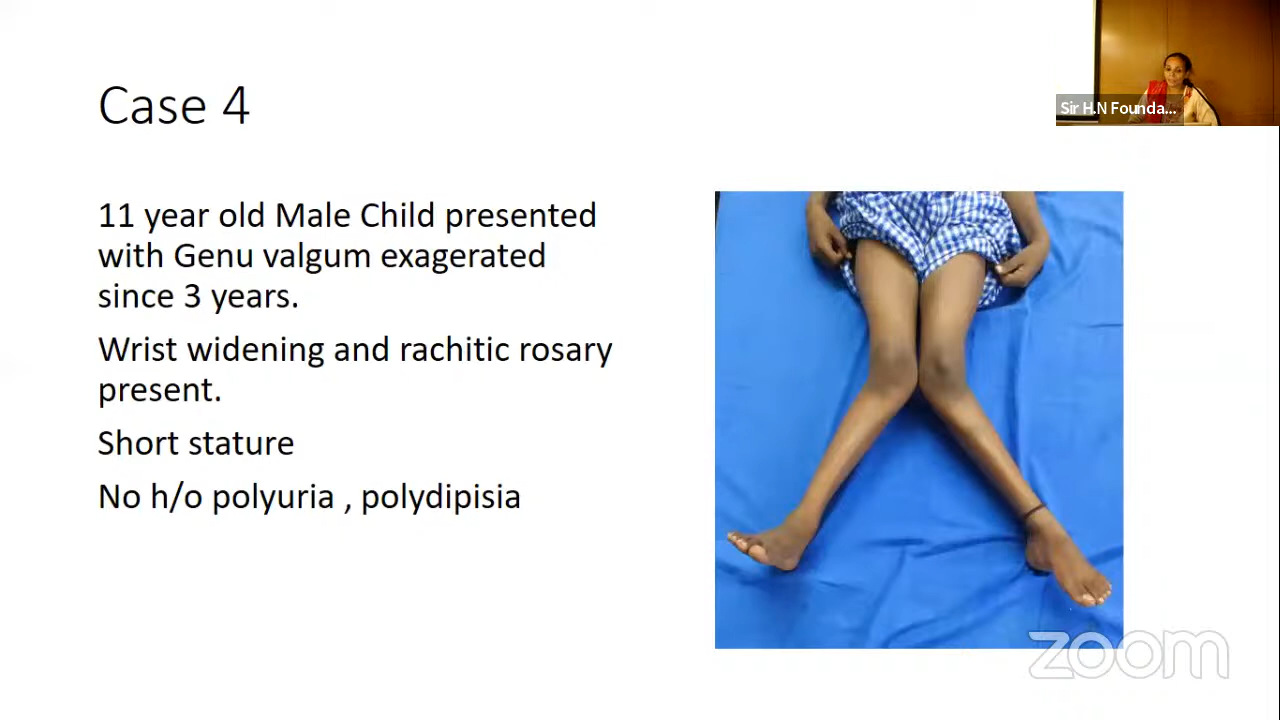 Case 4
Sir H.N Founda...
11 year old Male Child presented
with Genu valgum exagerated
since 3 years.
Wrist widening and rachitic rosary
present.
Short stature
No h/o polyuria , polydipisia
zoom